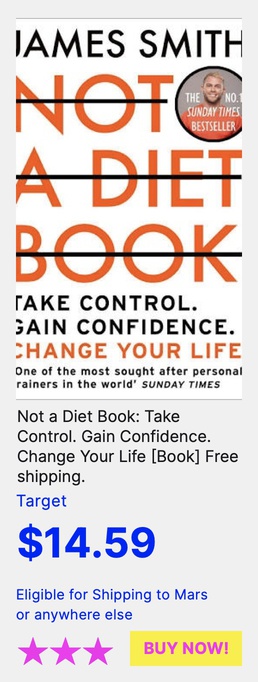 JAMES SMITH
NOT
THE NO.1
SUNDAY TIMES
BESTSELLER
A DIET
BOOK
TAKE CONTROL.
GAIN CONFIDENCE.
CHANGE YOUR LIFE
One of the most sought after personal
trainers in the world' SUNDAY TIMES
Not a Diet Book: Take
Control. Gain Confidence.
Change Your Life [Book] Free
shipping.
Target
$14.59
Eligible for Shipping to Mars
or anywhere else
BUY NOW!